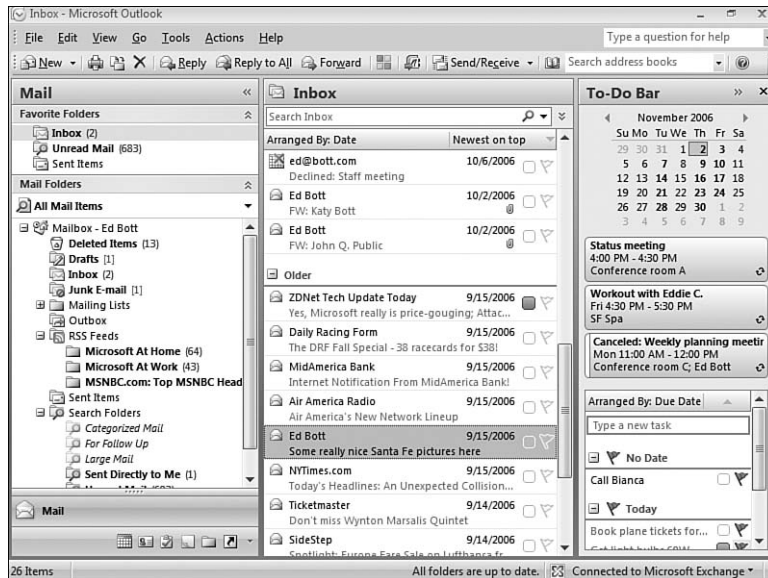 Inbox - Microsoft Outlook
File Edit View Go Tools Actions Help
Type a question for help
New Reply Reply to All Forward Send/Receive Search address books
Mail
Favorite Folders
Inbox (2)
Unread Mail (683)
Sent Items
Mail Folders
All Mail Items
Mailbox - Ed Bott
Deleted Items (13)
Drafts [1]
Inbox (2)
Junk E-mail [1]
Mailing Lists
Outbox
RSS Feeds
Microsoft At Home (64)
Microsoft At Work (43)
MSNBC.com: Top MSNBC Head
Sent Items
Search Folders
Categorized Mail
For Follow Up
Large Mail
Sent Directly to Me (1)
Mail
Inbox
Search Inbox
Arranged By: Date Newest on top
ed@bott.com 10/6/2006
Declined: Staff meeting
Ed Bott 10/2/2006
FW: Katy Bott
Ed Bott 10/2/2006
FW: John Q. Public
Older
ZDNet Tech Update Today 9/15/2006
Yes, Microsoft really is price-gouging; Attac...
Daily Racing Form 9/15/2006
The DRF Fall Special - 38 racecards for $38!
MidAmerica Bank 9/15/2006
Internet Notification From MidAmerica Bank!
Air America Radio 9/15/2006
Air America's New Network Lineup
Ed Bott 9/15/2006
Some really nice Santa Fe pictures here
NYTimes.com 9/15/2006
Today's Headlines: An Unexpected Collision...
Ticketmaster 9/14/2006
Don't miss Wynton Marsalis Quintet
SideStep 9/14/2006
Spotlight: Europe Fare Sale on Lufthansa fr
To-Do Bar
November 2006
Su Mo Tu We Th Fr Sa
29 30 31 1 2 3 4
5 6 7 8 9 10 11
12 13 14 15 16 17 18
19 20 21 22 23 24 25
26 27 28 29 30 1 2
3 4 5 6 7 8 9
Status meeting
4:00 PM - 4:30 PM
Conference room A
Workout with Eddie C.
Fri 4:30 PM - 5:30 PM
SF Spa
Canceled: Weekly planning meetir
Mon 11:00 AM - 12:00 PM
Conference room C; Ed Bott
Arranged By: Due Date
Type a new task
No Date
Call Bianca
Today
Book plane tickets for...
26 Items
All folders are up to date.
Connected to Microsoft Exchange